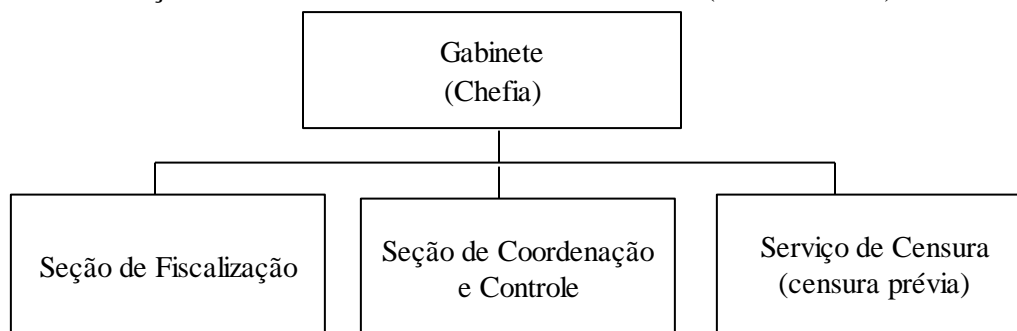 Gabinete
(Chefia)
Seção de Fiscalização
Seção de Coordenação
e Controle
Serviço de Censura
(censura prévia)